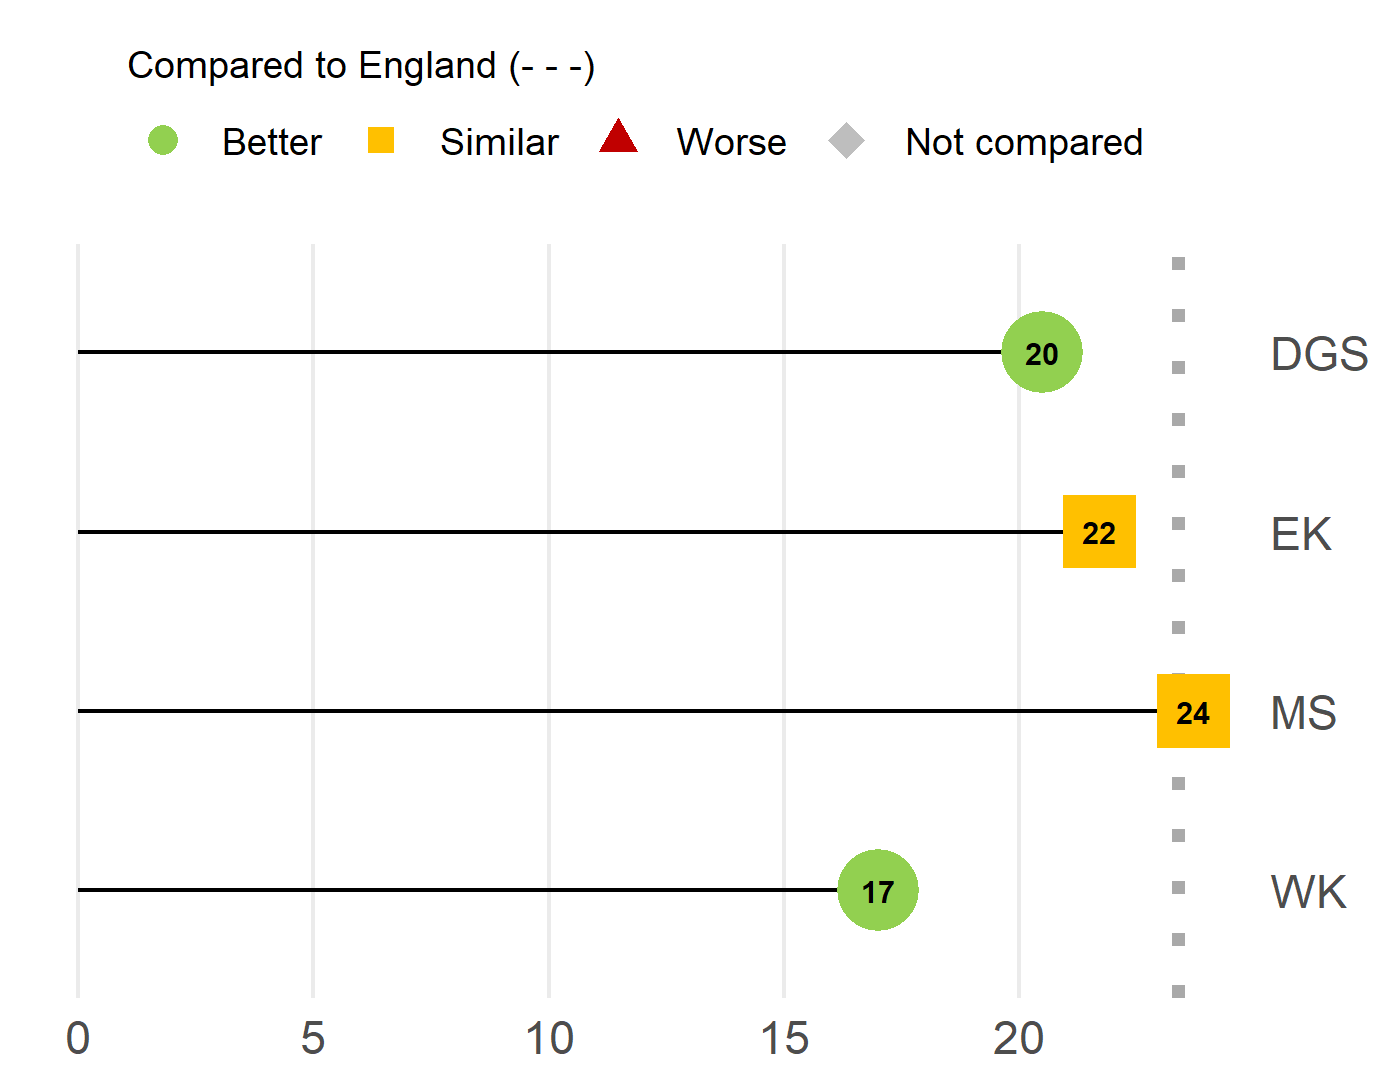 Compared to England (- - -)
Better Similar Worse Not compared
20 DGS
22 EK
24 MS
17 WK
0 5 10 15 20